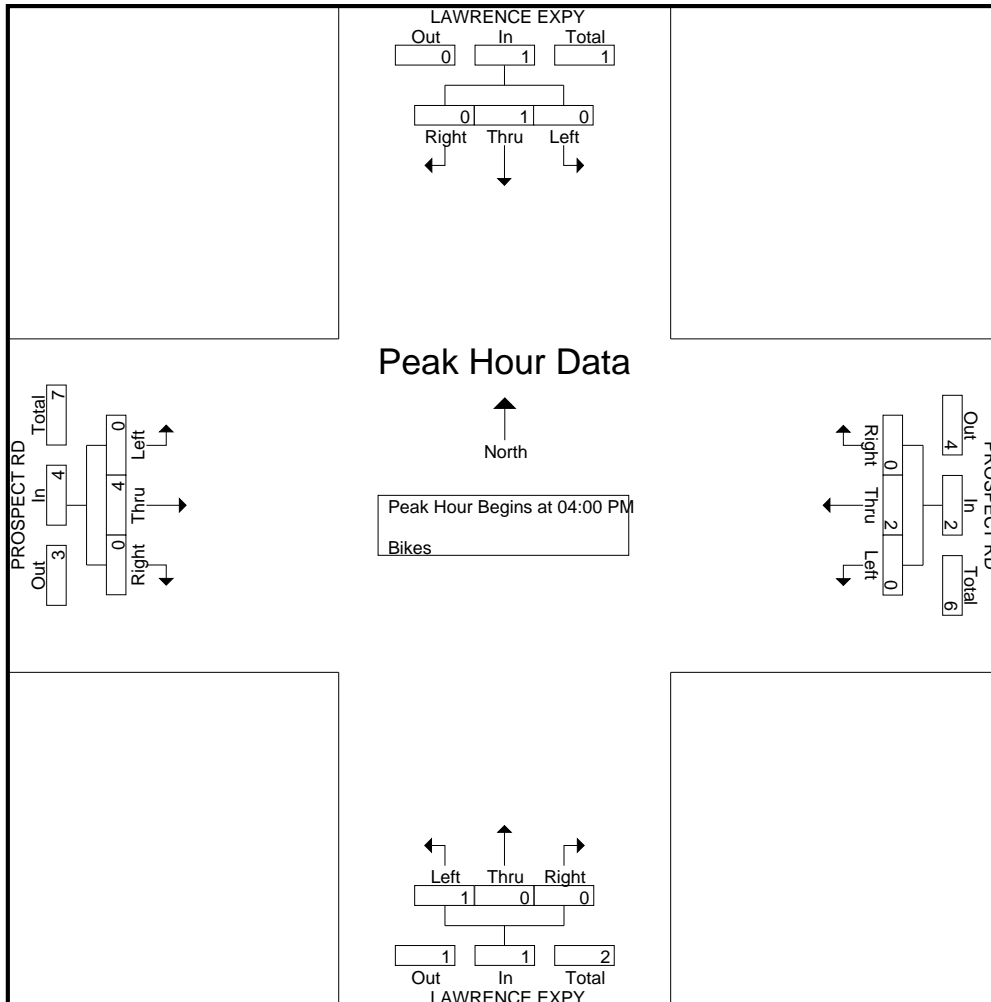 LAWRENCE EXPY
Out In Total
0 1 1
0 1 0
Right Thru Left
Peak Hour Data
North
Peak Hour Begins at 04:00 PM
Bikes
PROSPECT RD
Out In Total
3 4 7
Left Thru Right
0 4 0
PROSPECT RD
Out In Total
4 2 6
Right Thru Left
0 2 0
Left Thru Right
1 0 0
1 1 2
Out In Total
LAWRENCE EXPY